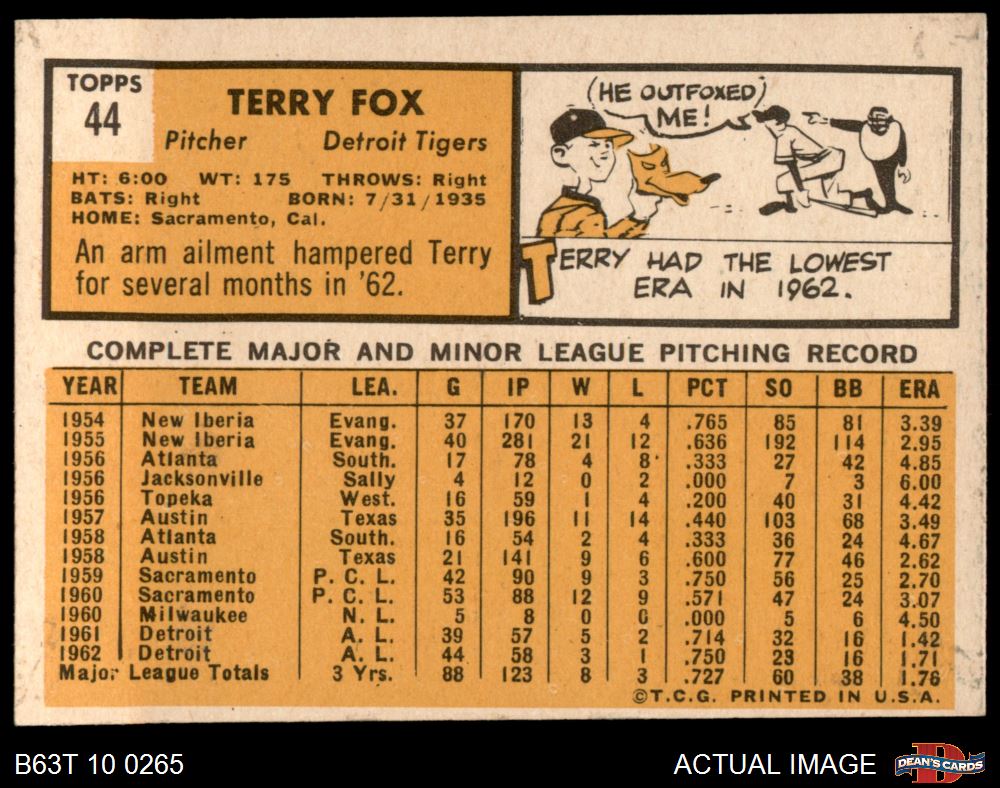 TOPPS
44
TERRY FOX
Pitcher Detroit Tigers
HT: 6:00 WT: 175 THROWS: Right
BATS: Right BORN: 7/31/1935
HOME: Sacramento, Cal.
An arm ailment hampered Terry
for several months in '62.
(HE OUTFOXED)
ME!
TERRY HAD THE LOWEST
ERA IN 1962.
COMPLETE MAJOR AND MINOR LEAGUE PITCHING RECORD
YEAR TEAM LEA. G IP W L PCT SO BB ERA
1954 New Iberia Evang. 37 170 13 4 .765 85 81 3.39
1955 New Iberia Evang. 40 281 21 12 .636 192 114 2.95
1956 Atlanta South. 17 78 4 8 .333 27 42 4.85
1956 Jacksonville Sally 4 12 0 2 .000 7 3 6.00
1956 Topeka West. 16 59 1 4 .200 40 31 4.42
1957 Austin Texas 35 196 11 14 .440 103 68 3.49
1958 Atlanta South. 16 54 2 4 .333 36 24 4.67
1958 Austin Texas 21 141 9 6 .600 77 46 2.62
1959 Sacramento P. C. L. 42 90 9 3 .750 56 25 2.70
1960 Sacramento P. C. L. 53 88 12 9 .571 47 24 3.07
1960 Milwaukee N. L. 5 8 0 0 .000 5 6 4.50
1961 Detroit A. L. 39 57 5 2 .714 32 16 1.42
1962 Detroit A. L. 44 58 3 1 .750 23 16 1.71
Major League Totals 3 Yrs. 88 123 8 3 .727 60 38 1.76
©T.C.G. PRINTED IN U.S.A.
B63T 10 0265 ACTUAL IMAGE
D
DEAN'S CARDS